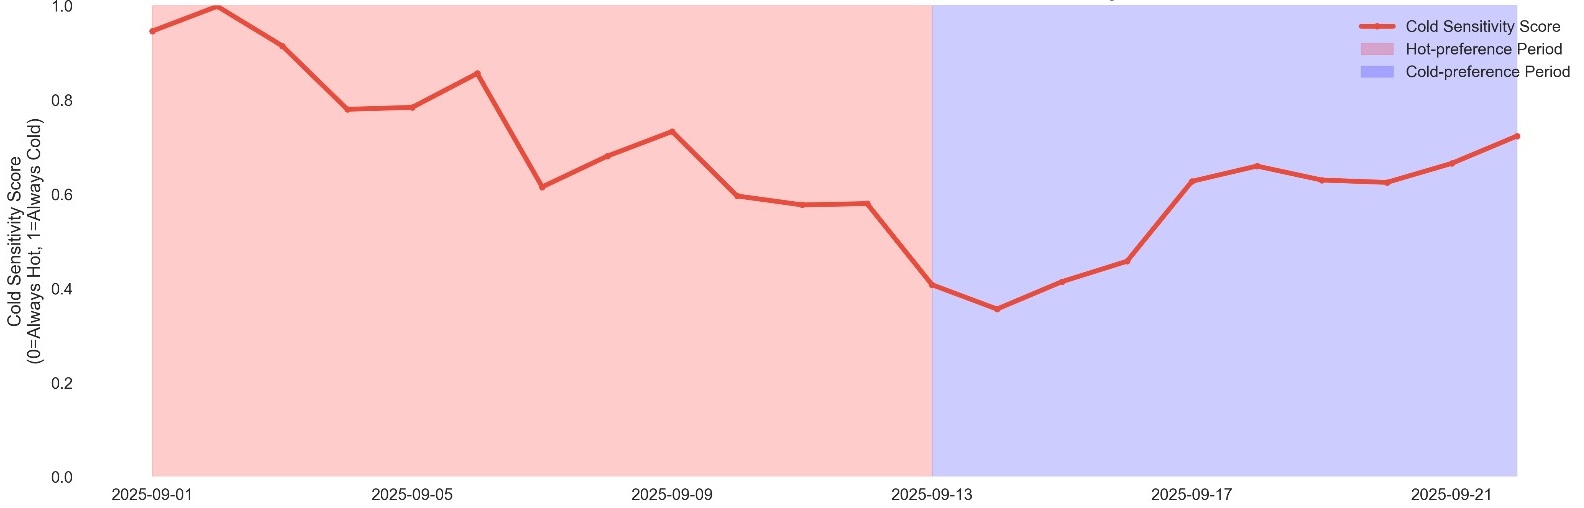 1.0
0.8
0.6
0.4
0.2
0.0
Cold Sensitivity Score
(0=Always Hot, 1=Always Cold)
Cold Sensitivity Score
Hot-preference Period
Cold-preference Period
2025-09-01
2025-09-05
2025-09-09
2025-09-13
2025-09-17
2025-09-21